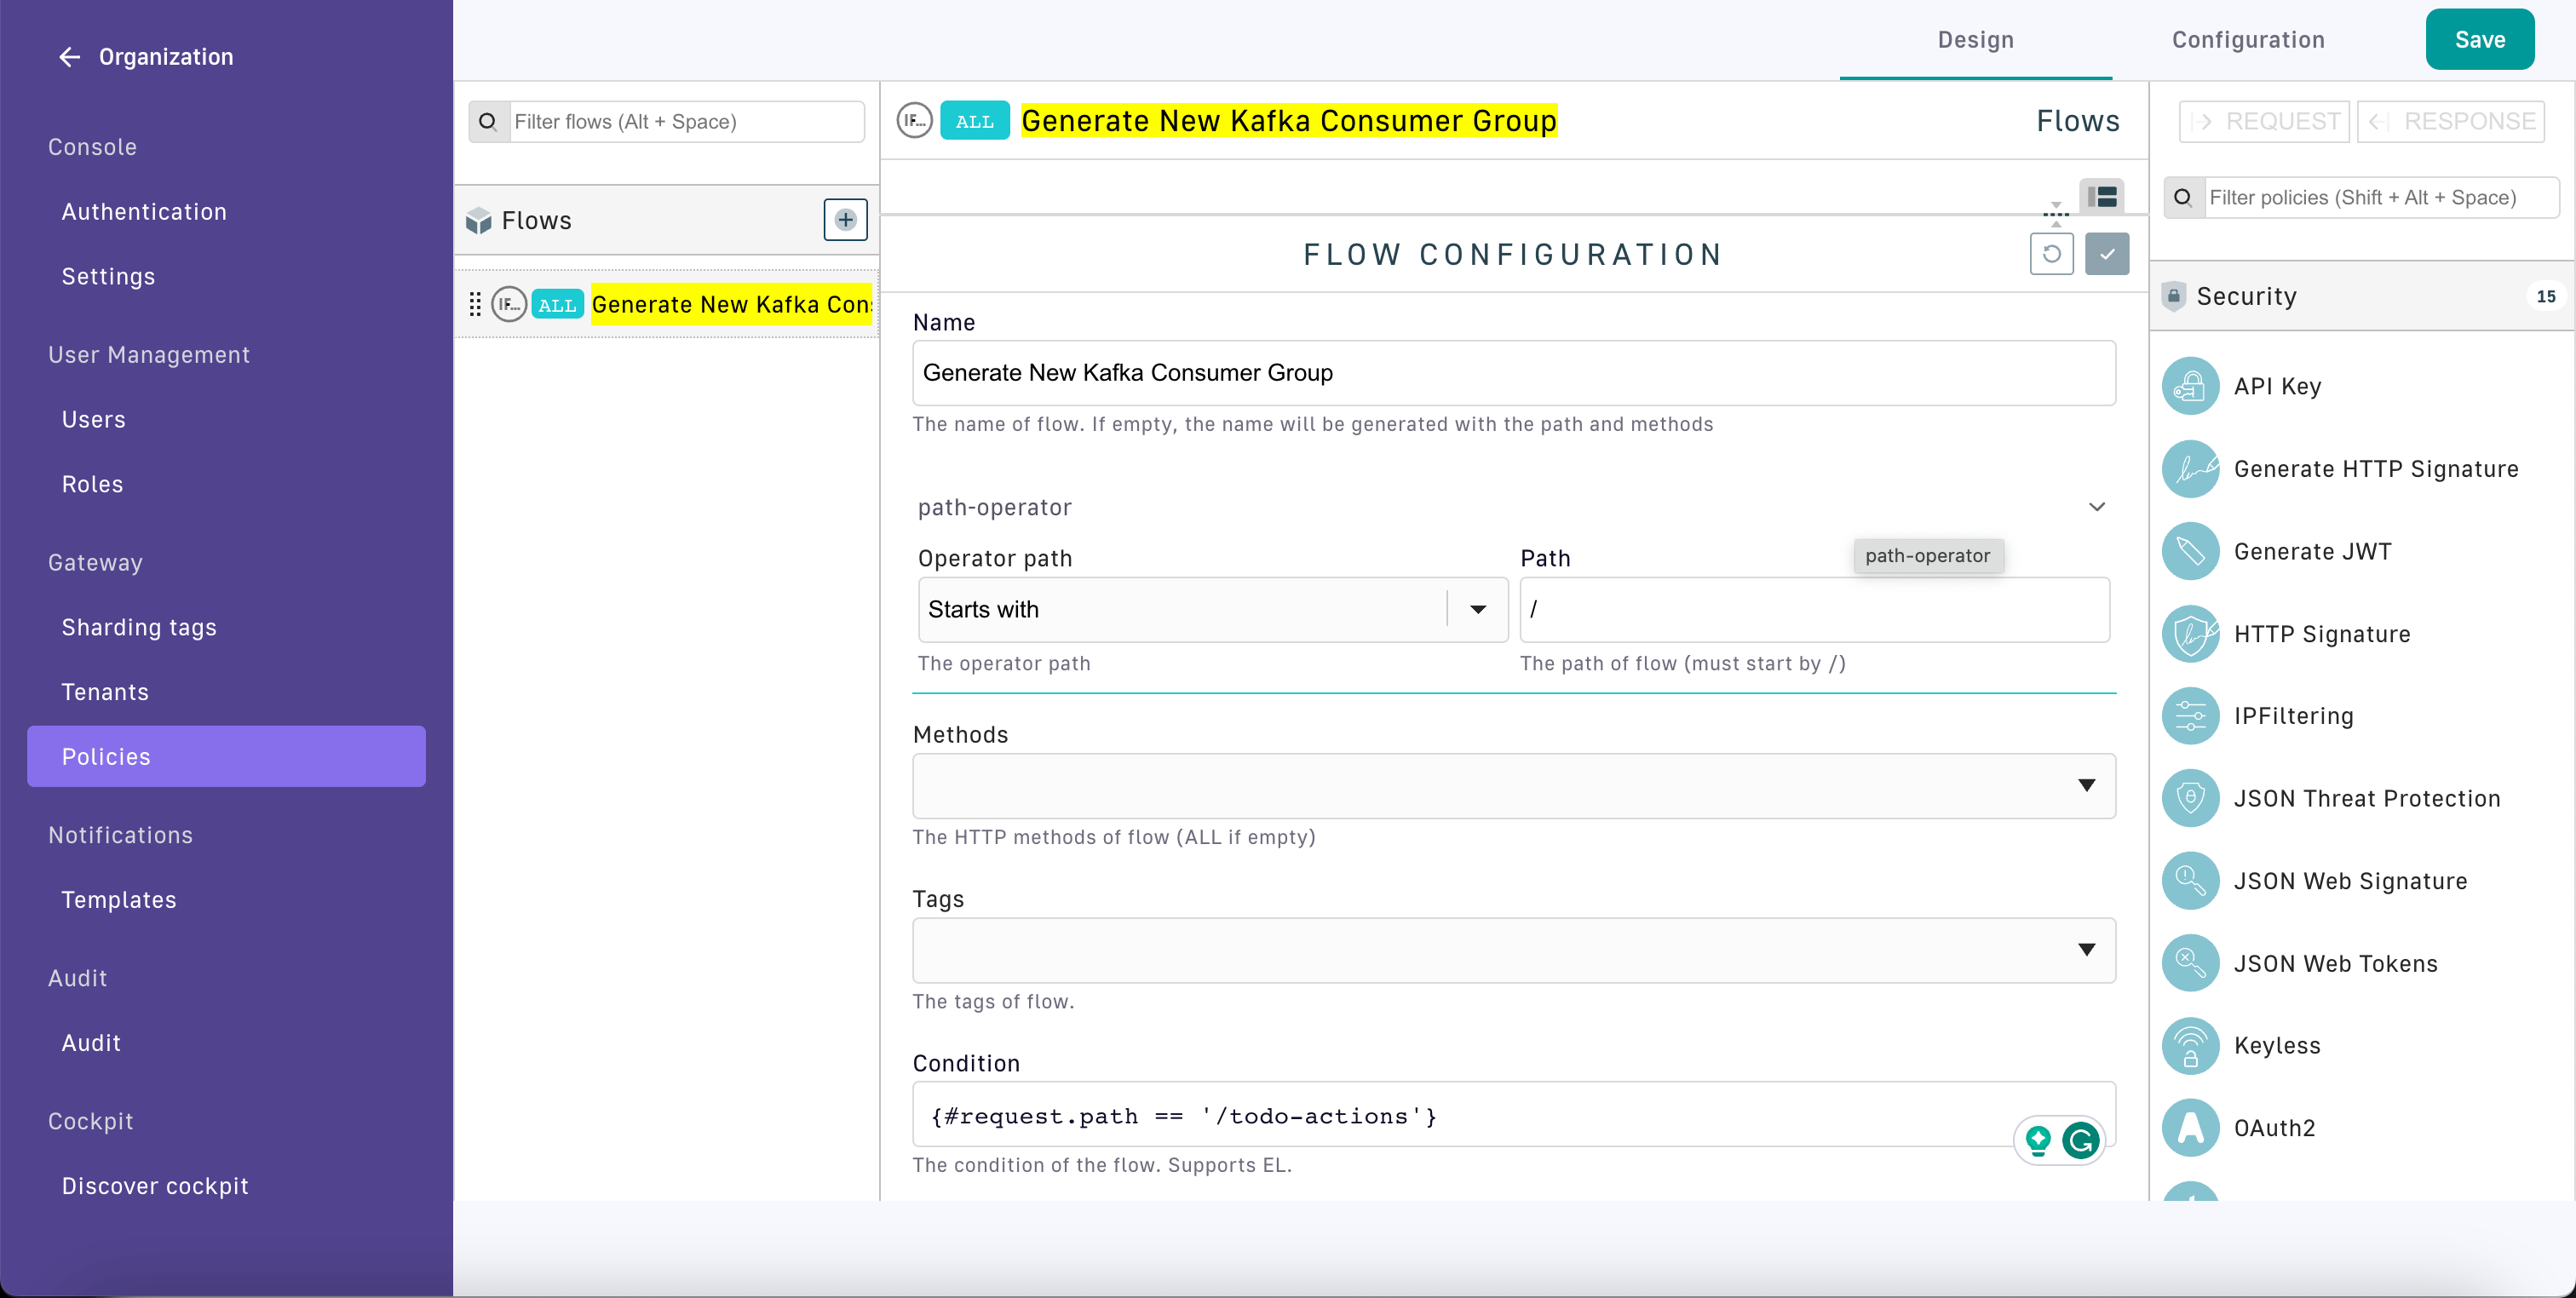 Organization
Console
Authentication
Settings
User Management
Users
Roles
Gateway
Sharding tags
Tenants
Policies
Notifications
Templates
Audit
Audit
Cockpit
Discover cockpit
Design
Configuration
Save
Filter flows (Alt + Space)
Flows
IF...
ALL
Generate New Kafka Con
IF...
ALL
Generate New Kafka Consumer Group
Flows
FLOW CONFIGURATION
Name
Generate New Kafka Consumer Group
The name of flow. If empty, the name will be generated with the path and methods
path-operator
Operator path
Path
path-operator
Starts with
/
The operator path
The path of flow (must start by /)
Methods
The HTTP methods of flow (ALL if empty)
Tags
The tags of flow.
Condition
{#request.path == '/todo-actions'}
The condition of the flow. Supports EL.
REQUEST
RESPONSE
Filter policies (Shift + Alt + Space)
Security
15
API Key
Generate HTTP Signature
Generate JWT
HTTP Signature
IPFiltering
JSON Threat Protection
JSON Web Signature
JSON Web Tokens
Keyless
OAuth2